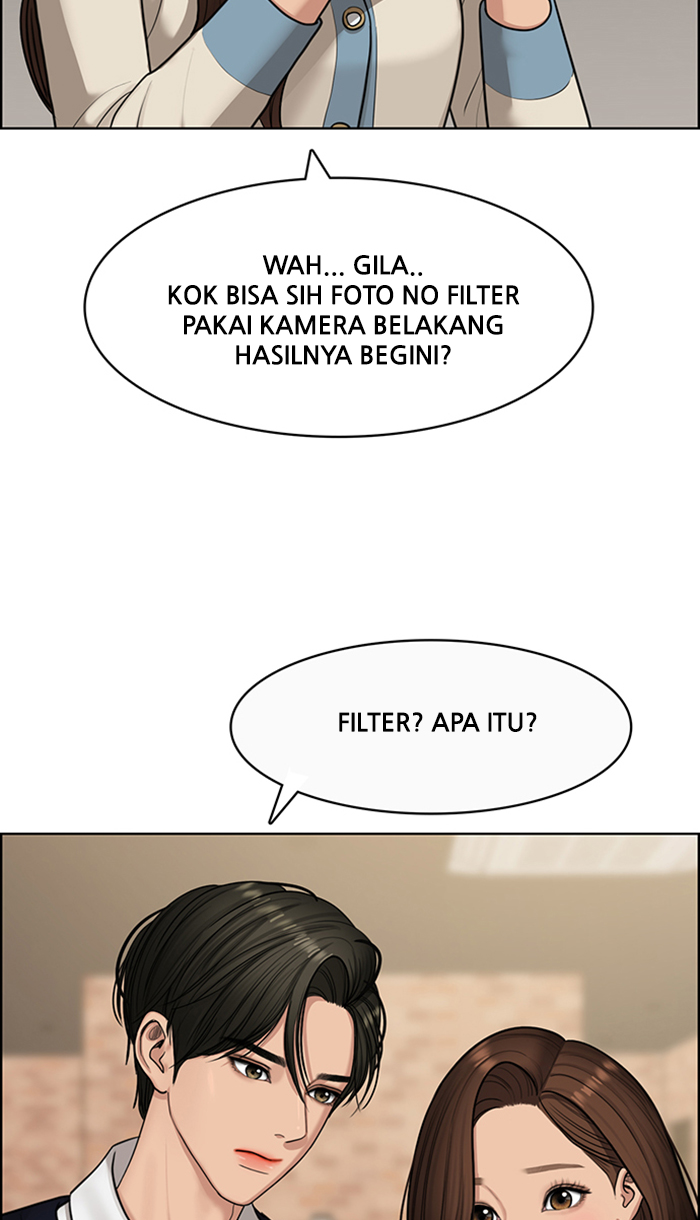 WAH... GILA..
KOK BISA SIH FOTO NO FILTER
PAKAI KAMERA BELAKANG
HASILNYA BEGINI?
FILTER? APA ITU?